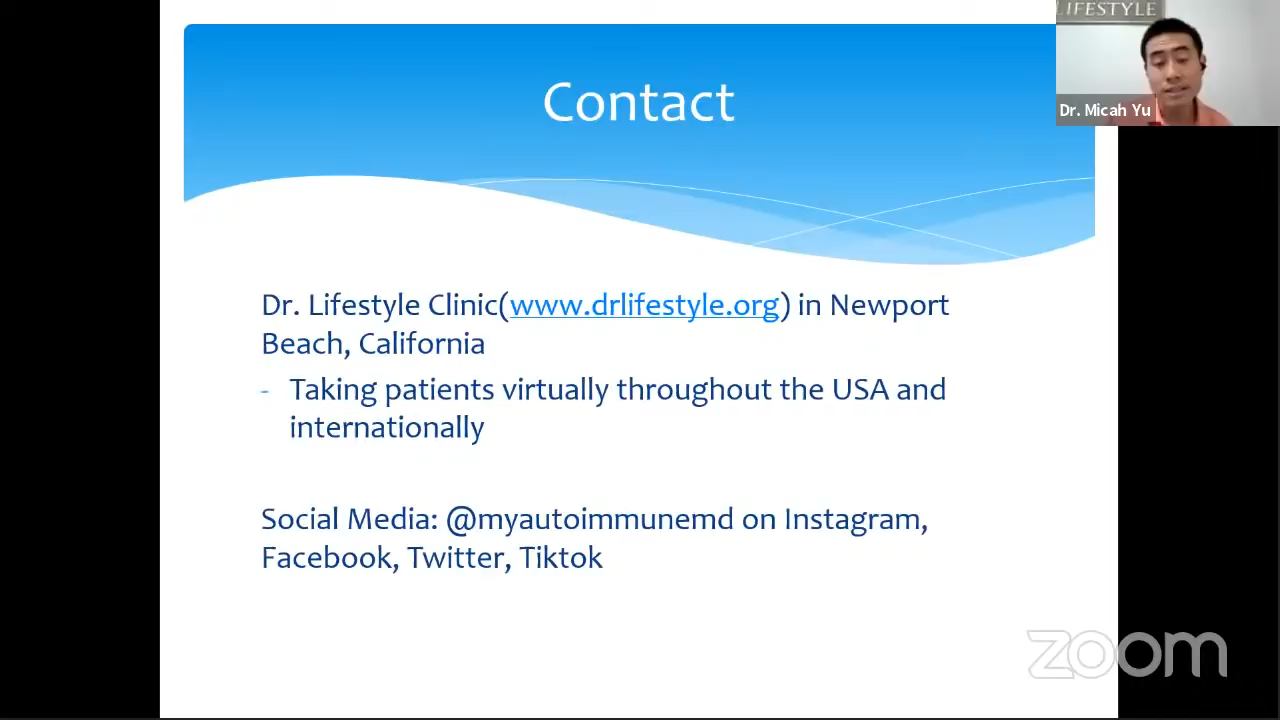 LIFESTYLE
Dr. Micah Yu
Contact
Dr. Lifestyle Clinic(www.drlifestyle.org) in Newport
Beach, California
- Taking patients virtually throughout the USA and
internationally
Social Media: @myautoimmunemd on Instagram,
Facebook, Twitter, Tiktok
zoom